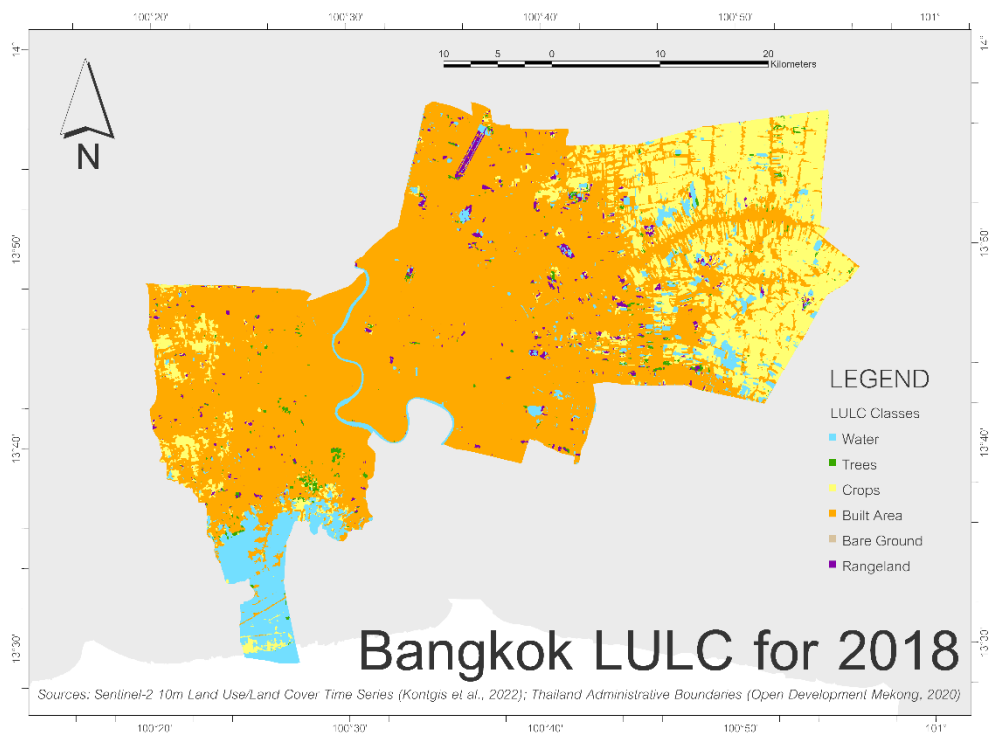 100°20' 100°30' 100°40' 100°50' 101°
14° 14°
10 5 0 10 20
Kilometers
N
13°50' 13°50'
LEGEND
LULC Classes
Water
Trees
Crops
Built Area
Bare Ground
Rangeland
13°40' 13°40'
13°30' 13°30'
Bangkok LULC for 2018
Sources: Sentinel-2 10m Land Use/Land Cover Time Series (Kontgis et al., 2022); Thailand Administrative Boundaries (Open Development Mekong, 2020)
100°20' 100°30' 100°40' 100°50' 101°